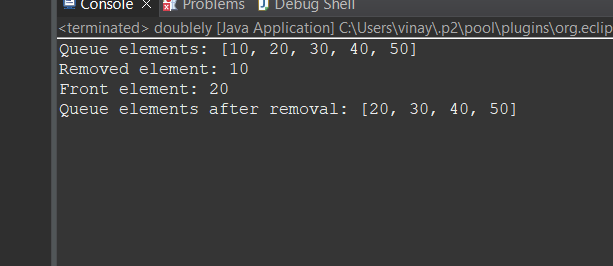 Console × Problems Debug Shell
<terminated> doublely [Java Application] C:\Users\vinay\.p2\pool\plugins\org.eclip
Queue elements: [10, 20, 30, 40, 50]
Removed element: 10
Front element: 20
Queue elements after removal: [20, 30, 40, 50]